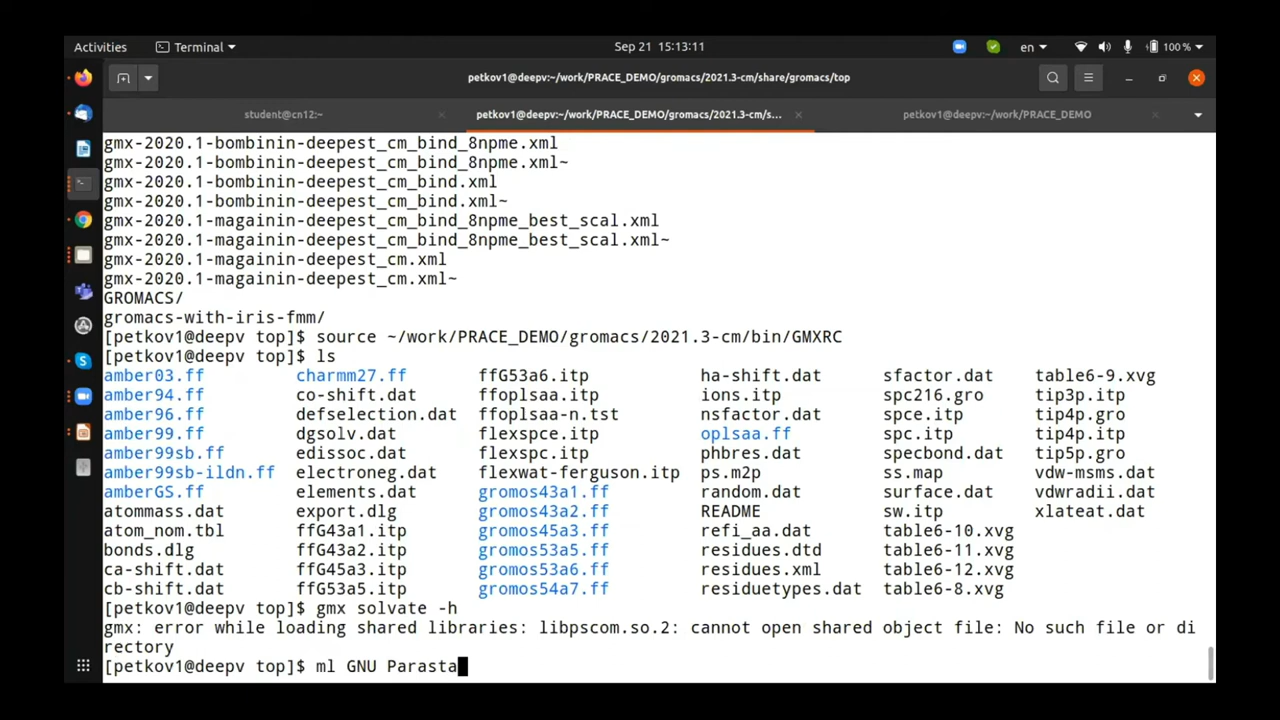 Activities Terminal Sep 21 15:13:11 en 100 %
petkov1@deepv:~/work/PRACE_DEMO/gromacs/2021.3-cm/share/gromacs/top
student@cn12:~ petkov1@deepv:~/work/PRACE_DEMO/gromacs/2021.3-cm/s... petkov1@deepv:~/work/PRACE_DEMO
gmx-2020.1-bombinin-deepest_cm_bind_8npme.xml
gmx-2020.1-bombinin-deepest_cm_bind_8npme.xml~
gmx-2020.1-bombinin-deepest_cm_bind.xml
gmx-2020.1-bombinin-deepest_cm_bind.xml~
gmx-2020.1-magainin-deepest_cm_bind_8npme_best_scal.xml
gmx-2020.1-magainin-deepest_cm_bind_8npme_best_scal.xml~
gmx-2020.1-magainin-deepest_cm.xml
gmx-2020.1-magainin-deepest_cm.xml~
GROMACS/
gromacs-with-iris-fmm/
[petkov1@deepv top]$ source ~/work/PRACE_DEMO/gromacs/2021.3-cm/bin/GMXRC
[petkov1@deepv top]$ ls
amber03.ff charmm27.ff ffG53a6.itp ha-shift.dat sfactor.dat table6-9.xvg
amber94.ff co-shift.dat ffoplsaa.itp ions.itp spc216.gro tip3p.itp
amber96.ff defselection.dat ffoplsaa-n.tst nsfactor.dat spce.itp tip4p.gro
amber99.ff dgsolv.dat flexspce.itp oplsaa.ff spc.itp tip4p.itp
amber99sb.ff edissoc.dat flexspc.itp phbres.dat specbond.dat tip5p.gro
amber99sb-ildn.ff electroneg.dat flexwat-ferguson.itp ps.m2p ss.map vdw-msms.dat
amberGS.ff elements.dat gromos43a1.ff random.dat surface.dat vdwradii.dat
atommass.dat export.dlg gromos43a2.ff README sw.itp xlateat.dat
atom_nom.tbl ffG43a1.itp gromos45a3.ff refi_aa.dat table6-10.xvg
bonds.dlg ffG43a2.itp gromos53a5.ff residues.dtd table6-11.xvg
ca-shift.dat ffG45a3.itp gromos53a6.ff residues.xml table6-12.xvg
cb-shift.dat ffG53a5.itp gromos54a7.ff residuetypes.dat table6-8.xvg
[petkov1@deepv top]$ gmx solvate -h
gmx: error while loading shared libraries: libpscom.so.2: cannot open shared object file: No such file or di
rectory
[petkov1@deepv top]$ ml GNU Parasta